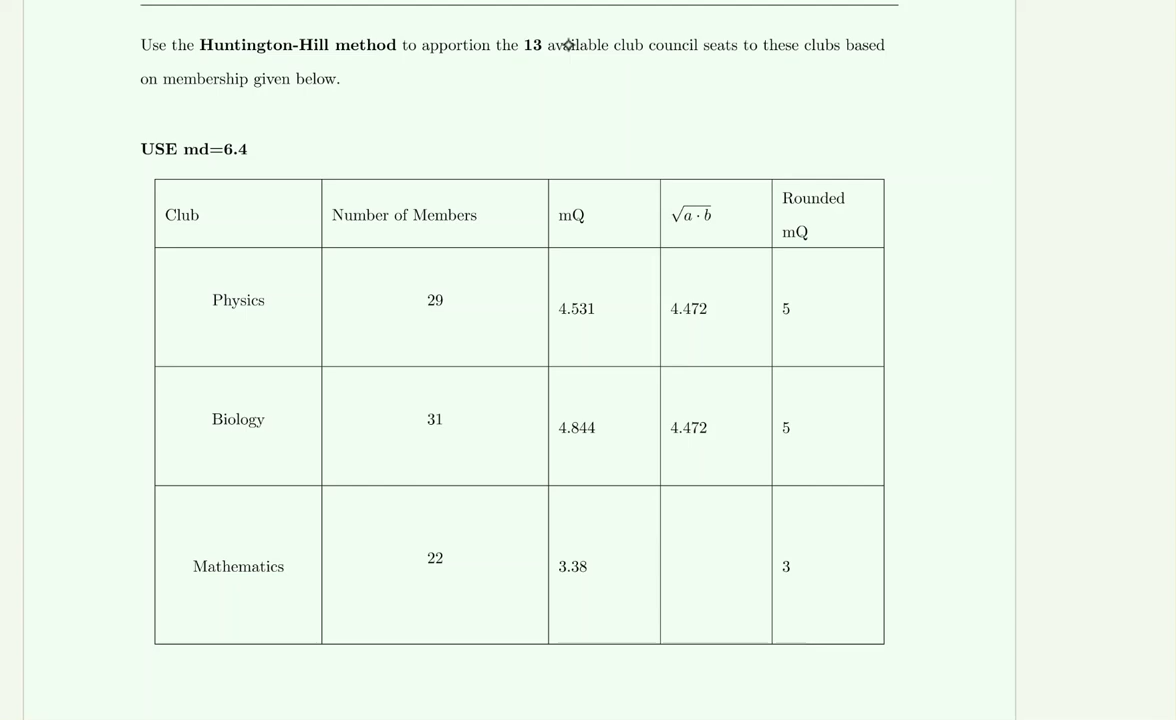 Use the Huntington-Hill method to apportion the 13 available club council seats to these clubs based
on membership given below.
USE md=6.4
Club Number of Members mQ √a · b Rounded mQ
Physics 29 4.531 4.472 5
Biology 31 4.844 4.472 5
Mathematics 22 3.38 3